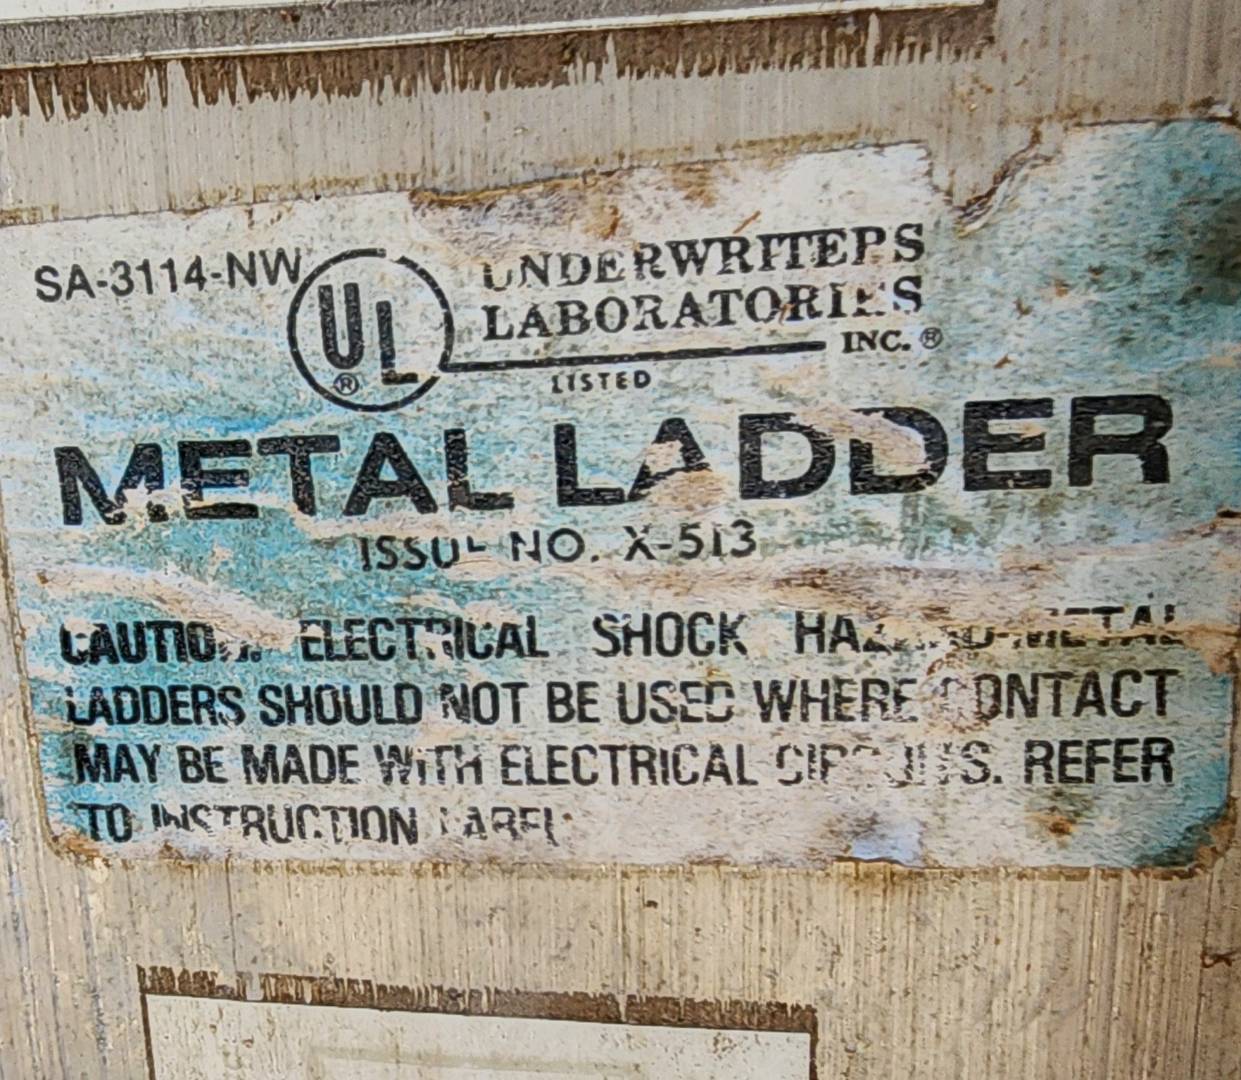 SA-3114-NW
UL
®
UNDERWRITERS
LABORATORIES
INC.®
LISTED
METAL LADDER
ISSUE NO. X-513
CAUTION: ELECTRICAL SHOCK HAZARD-METAL
LADDERS SHOULD NOT BE USED WHERE CONTACT
MAY BE MADE WITH ELECTRICAL CIRCUITS. REFER
TO INSTRUCTION LABEL